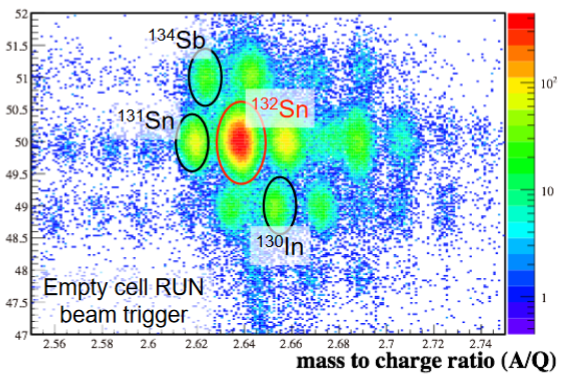 52
51.5
51
50.5
50
49.5
49
48.5
48
47.5
47
134Sb
131Sn
132Sn
130In
Empty cell RUN
beam trigger
2.56 2.58 2.6 2.62 2.64 2.66 2.68 2.7 2.72 2.74
mass to charge ratio (A/Q)
10²
10
1